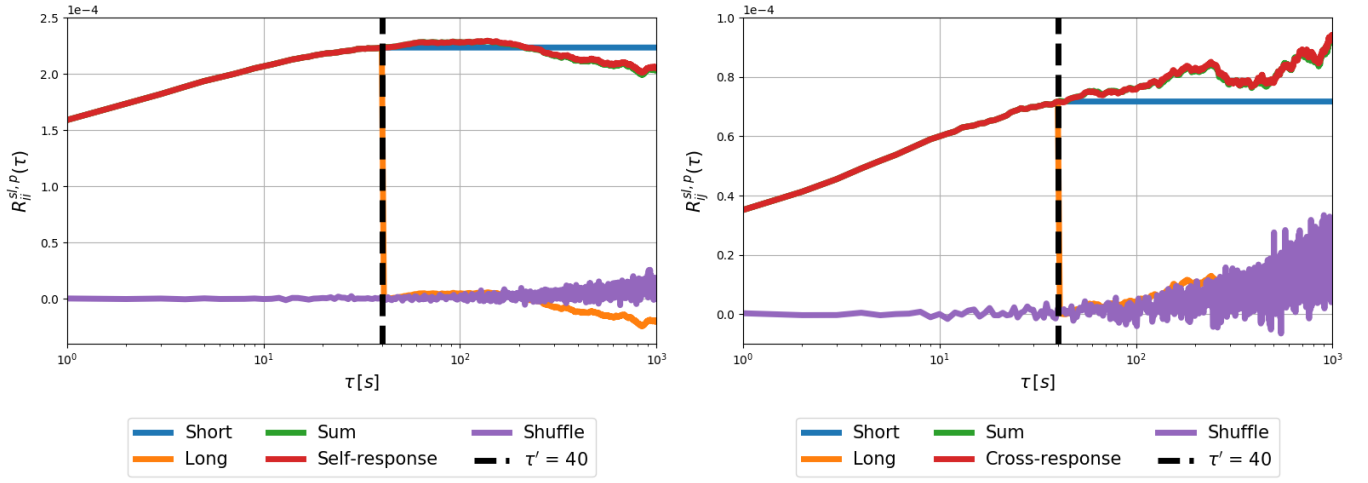 1e−4
2.5
2.0
1.5
1.0
0.5
0.0
R_{ii}^{sl,p}(τ)
10^0 10^1 10^2 10^3
τ [s]
Short Sum Shuffle
Long Self-response τ′ = 40
1e−4
1.0
0.8
0.6
0.4
0.2
0.0
R_{ij}^{sl,p}(τ)
10^0 10^1 10^2 10^3
τ [s]
Short Sum Shuffle
Long Cross-response τ′ = 40